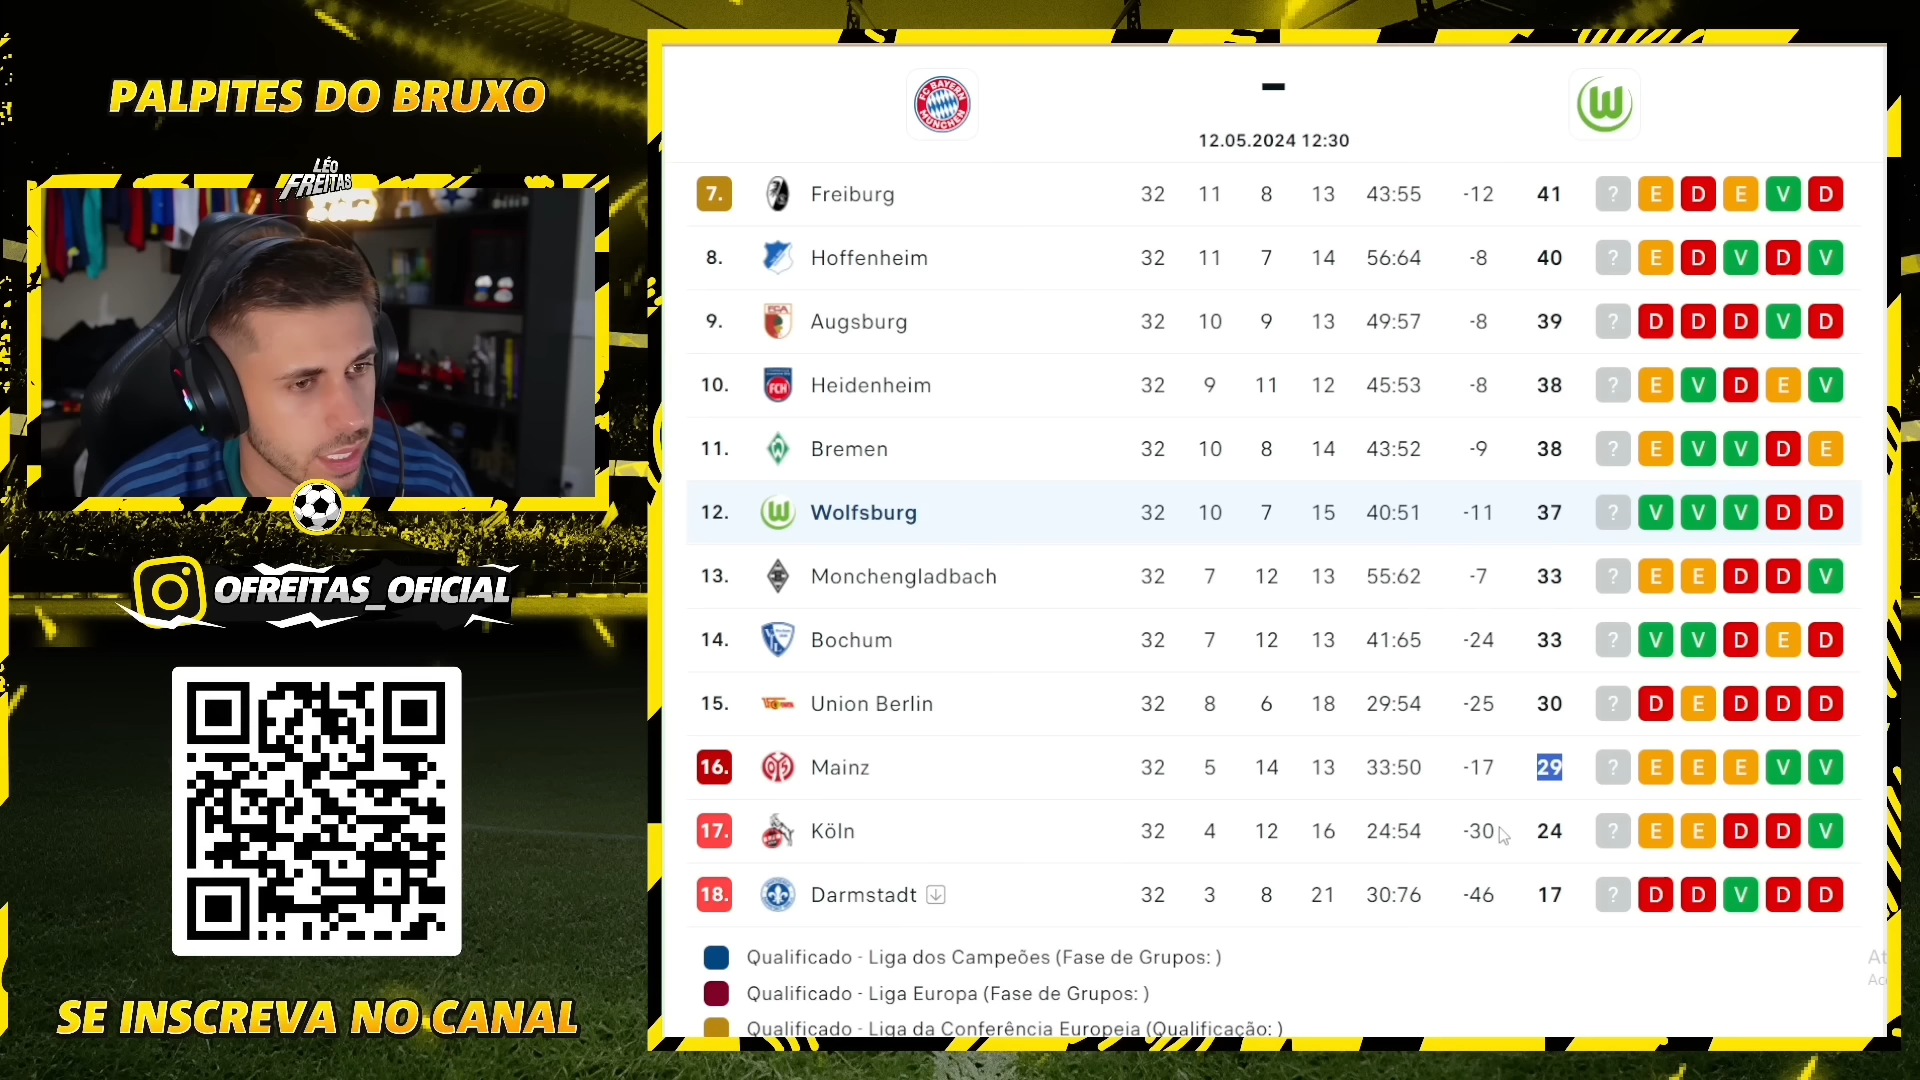 PALPITES DO BRUXO
LÉO
FREITAS
OFREITAS_OFICIAL
SE INSCREVA NO CANAL
FC BAYERN
MÜNCHEN
-
W
12.05.2024 12:30
7. Freiburg 32 11 8 13 43:55 -12 41 ? E D E V D
8. Hoffenheim 32 11 7 14 56:64 -8 40 ? E D V D V
9. FCA Augsburg 32 10 9 13 49:57 -8 39 ? D D D V D
10. FCH Heidenheim 32 9 11 12 45:53 -8 38 ? E V D E V
11. Bremen 32 10 8 14 43:52 -9 38 ? E V V D E
12. W Wolfsburg 32 10 7 15 40:51 -11 37 ? V V V D D
13. Monchengladbach 32 7 12 13 55:62 -7 33 ? E E D D V
14. Bochum 32 7 12 13 41:65 -24 33 ? V V D E D
15. Union Berlin 32 8 6 18 29:54 -25 30 ? D E D D D
16. Mainz 32 5 14 13 33:50 -17 29 ? E E E V V
17. Köln 32 4 12 16 24:54 -30 24 ? E E D D V
18. Darmstadt 32 3 8 21 30:76 -46 17 ? D D V D D
Qualificado - Liga dos Campeões (Fase de Grupos: )
Qualificado - Liga Europa (Fase de Grupos: )
Qualificado - Liga da Conferência Europeia (Qualificação: )